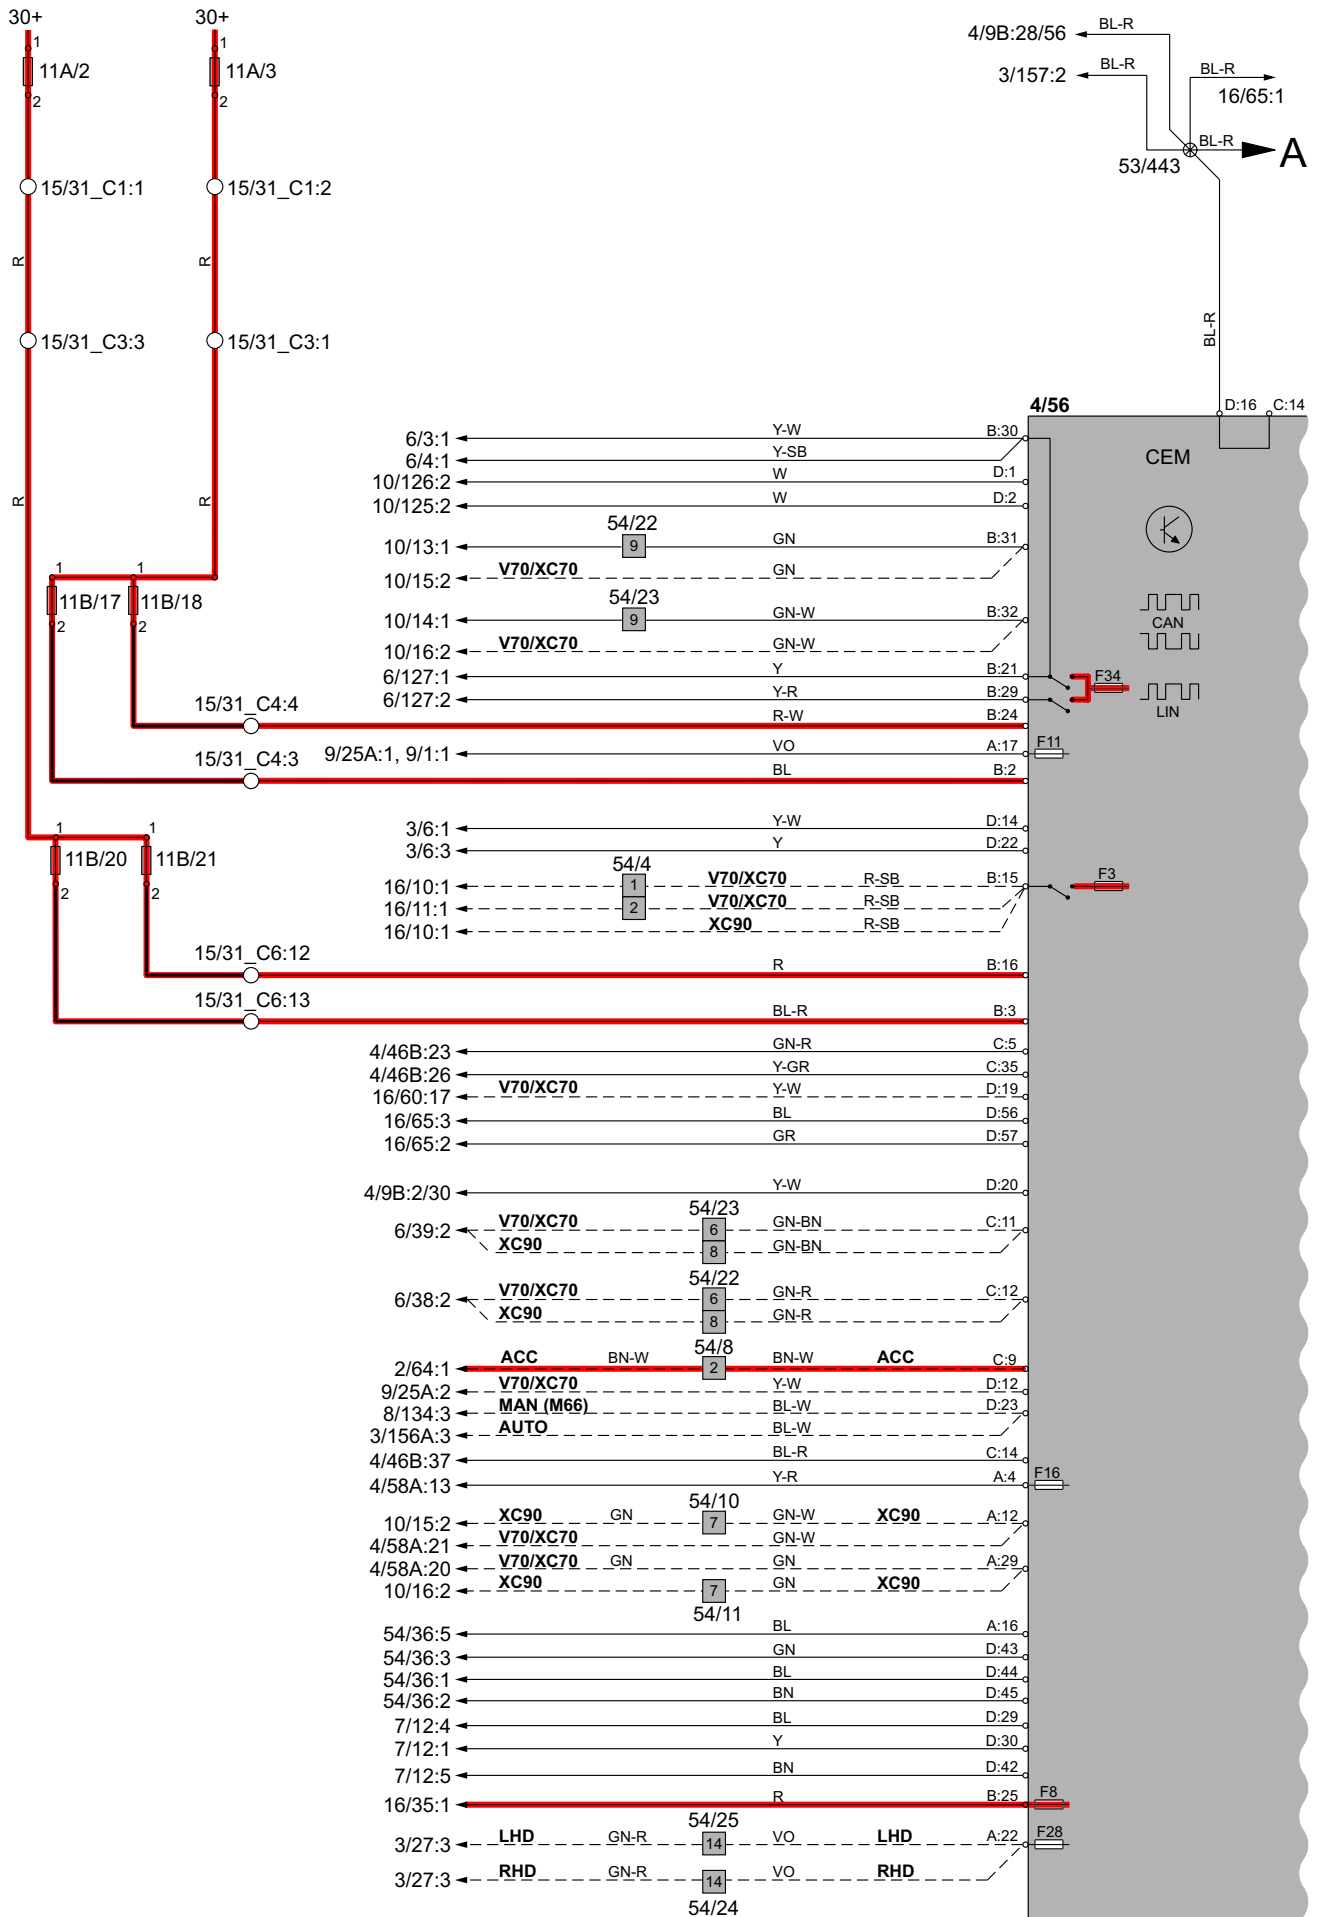 30+ 30+
1 1
11A/2 11A/3
2 2
15/31_C1:1 15/31_C1:2
R R
15/31_C3:3 15/31_C3:1
R
4/9B:28/56 BL-R
3/157:2 BL-R BL-R
16/65:1
BL-R A
53/443
BL-R
4/56 D:16 C:14
CEM
CAN
LIN
6/3:1 Y-W B:30
6/4:1 Y-SB
10/126:2 W D:1
10/125:2 W D:2
54/22
10/13:1 9 GN B:31
10/15:2 V70/XC70 GN
1 1
11B/17 11B/18
2 2
54/23
10/14:1 9 GN-W B:32
10/16:2 V70/XC70 GN-W
6/127:1 Y B:21 F34
6/127:2 Y-R B:29
15/31_C4:4 R-W B:24
9/25A:1, 9/1:1 VO A:17 F11
15/31_C4:3 BL B:2
3/6:1 Y-W D:14
3/6:3 Y D:22
1 1
11B/20 11B/21
2 2
54/4
16/10:1 1 V70/XC70 R-SB B:15 F3
16/11:1 2 V70/XC70 R-SB
16/10:1 XC90 R-SB
15/31_C6:12 R B:16
15/31_C6:13 BL-R B:3
4/46B:23 GN-R C:5
4/46B:26 Y-GR C:35
16/60:17 V70/XC70 Y-W D:19
16/65:3 BL D:56
16/65:2 GR D:57
4/9B:2/30 Y-W D:20
54/23
6/39:2 V70/XC70 6 GN-BN C:11
XC90 8 GN-BN
54/22
6/38:2 V70/XC70 6 GN-R C:12
XC90 8 GN-R
54/8
2/64:1 ACC BN-W 2 BN-W ACC C:9
9/25A:2 V70/XC70 Y-W D:12
8/134:3 MAN (M66) BL-W D:23
3/156A:3 AUTO BL-W
4/46B:37 BL-R C:14
4/58A:13 Y-R A:4 F16
54/10
10/15:2 XC90 GN 7 GN-W XC90 A:12
4/58A:21 V70/XC70 GN-W
4/58A:20 V70/XC70 GN GN A:29
10/16:2 XC90 7 GN XC90
54/11
54/36:5 BL A:16
54/36:3 GN D:43
54/36:1 BL D:44
54/36:2 BN D:45
7/12:4 BL D:29
7/12:1 Y D:30
7/12:5 BN D:42
16/35:1 R B:25 F8
54/25
3/27:3 LHD GN-R 14 VO LHD A:22 F28
3/27:3 RHD GN-R 14 VO RHD
54/24